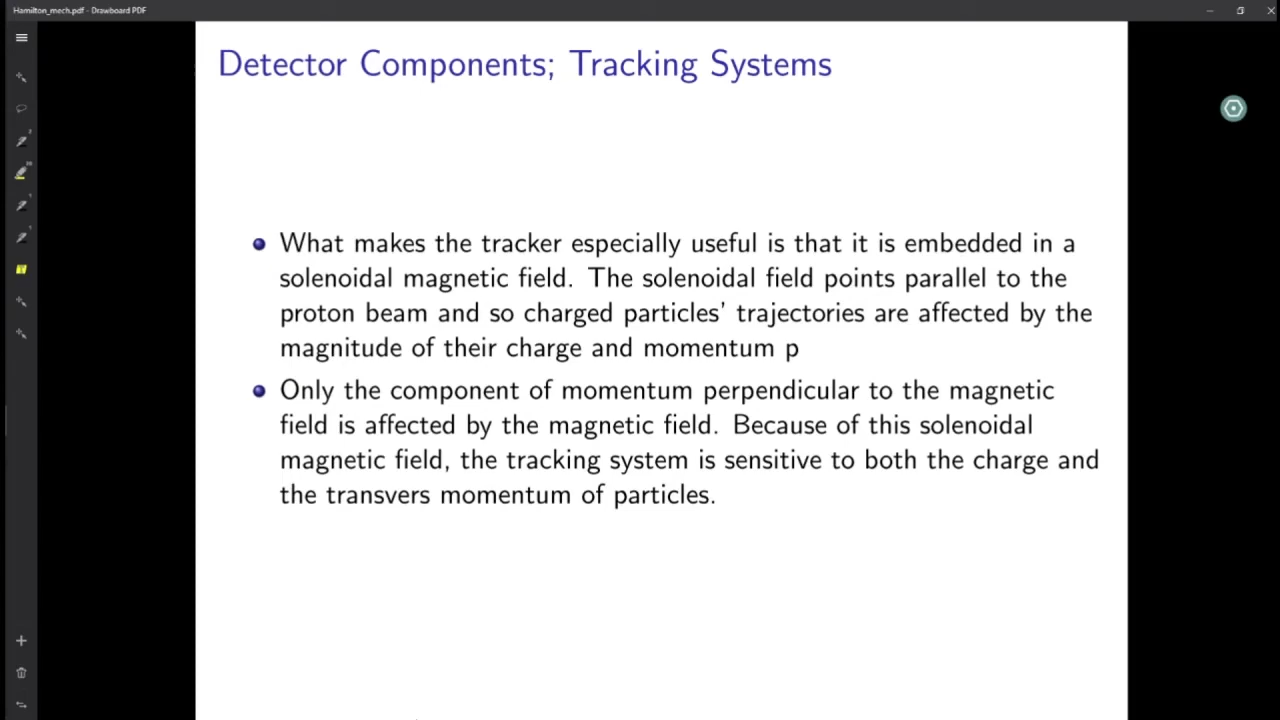 Hamilton_mech.pdf - Drawboard PDF
Detector Components; Tracking Systems
What makes the tracker especially useful is that it is embedded in a
solenoidal magnetic field. The solenoidal field points parallel to the
proton beam and so charged particles' trajectories are affected by the
magnitude of their charge and momentum p
Only the component of momentum perpendicular to the magnetic
field is affected by the magnetic field. Because of this solenoidal
magnetic field, the tracking system is sensitive to both the charge and
the transvers momentum of particles.